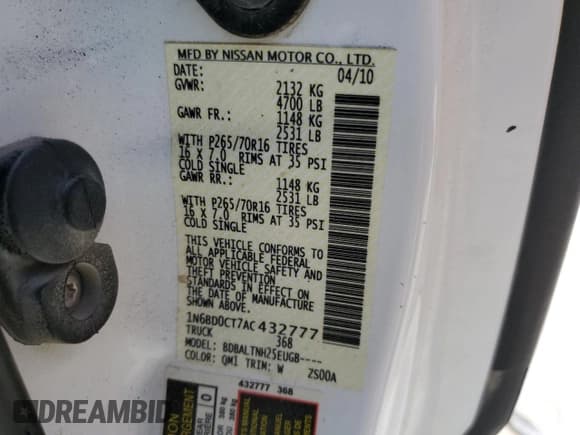 MFD BY NISSAN MOTOR CO., LTD.
DATE: 04/10
GVWR: 2132 KG
4700 LB
GAWR FR.: 1148 KG
2531 LB
WITH P265/70R16 TIRES
16 X 7.0 RIMS AT 35 PSI
COLD SINGLE
GAWR RR.: 1148 KG
2531 LB
WITH P265/70R16 TIRES
16 X 7.0 RIMS AT 35 PSI
COLD SINGLE
THIS VEHICLE CONFORMS TO
ALL APPLICABLE FEDERAL
MOTOR VEHICLE SAFETY AND
THEFT PREVENTION
STANDARDS IN EFFECT ON
THE DATE OF MANUFACTURE
SHOWN ABOVE.
1N6BD0CT7AC432777
TRUCK 368
MODEL: BDBALTNH25EUGB----
COLOR: QM1 TRIM: W ZS00A
432777 368
0
DREAMBID